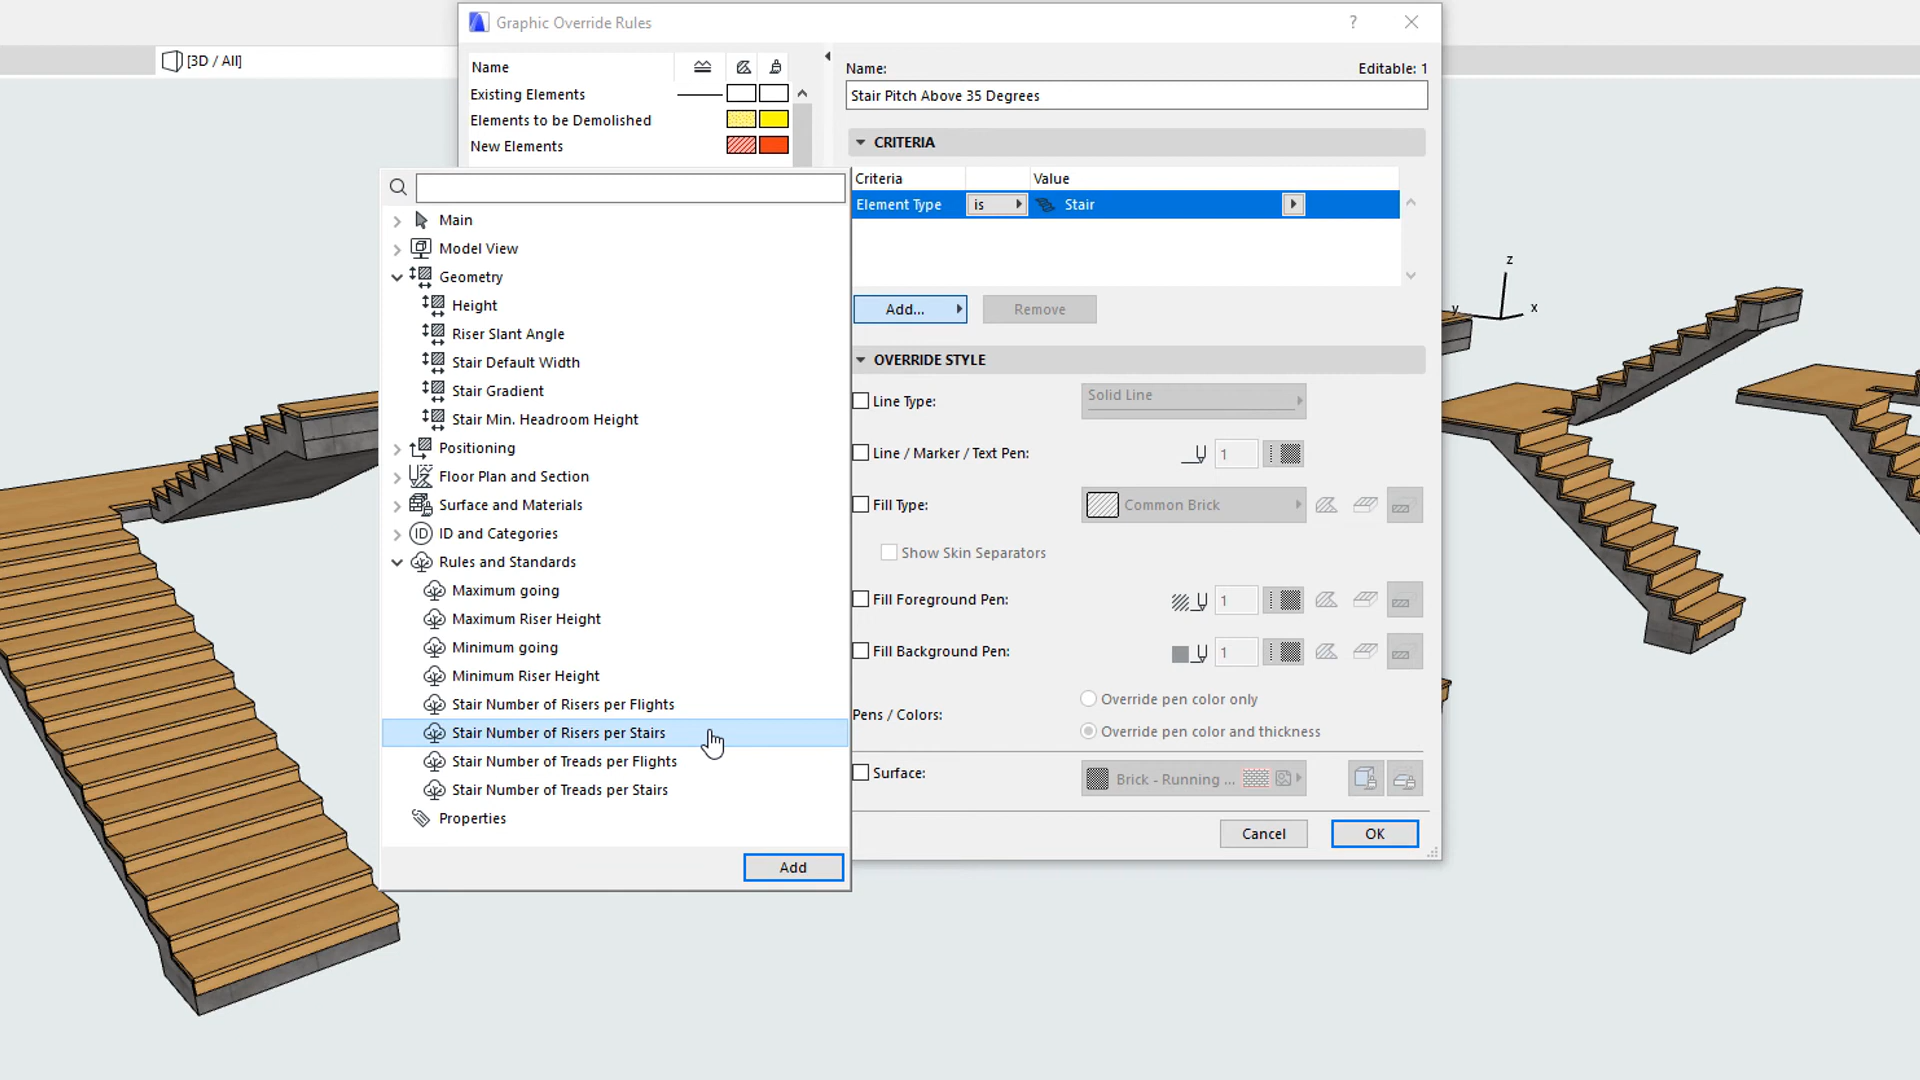 Graphic Override Rules
?
[3D / All]
Name
Existing Elements
Elements to be Demolished
New Elements
Name:
Editable: 1
Stair Pitch Above 35 Degrees
CRITERIA
Criteria
Value
Element Type
is
Stair
Add...
Remove
Main
Model View
Geometry
Height
Riser Slant Angle
Stair Default Width
Stair Gradient
Stair Min. Headroom Height
Positioning
Floor Plan and Section
Surface and Materials
ID
ID and Categories
Rules and Standards
Maximum going
Maximum Riser Height
Minimum going
Minimum Riser Height
Stair Number of Risers per Flights
Stair Number of Risers per Stairs
Stair Number of Treads per Flights
Stair Number of Treads per Stairs
Properties
Add
OVERRIDE STYLE
Line Type:
Solid Line
Line / Marker / Text Pen:
1
Fill Type:
Common Brick
Show Skin Separators
Fill Foreground Pen:
1
Fill Background Pen:
1
Pens / Colors:
Override pen color only
Override pen color and thickness
Surface:
Brick - Running ...
Cancel
OK
z
y
x